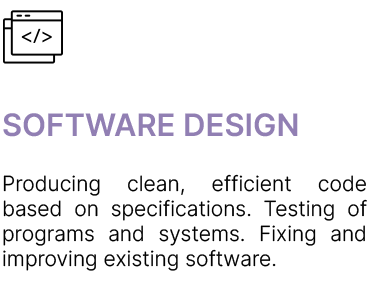 </>
SOFTWARE DESIGN
Producing clean, efficient code
based on specifications. Testing of
programs and systems. Fixing and
improving existing software.